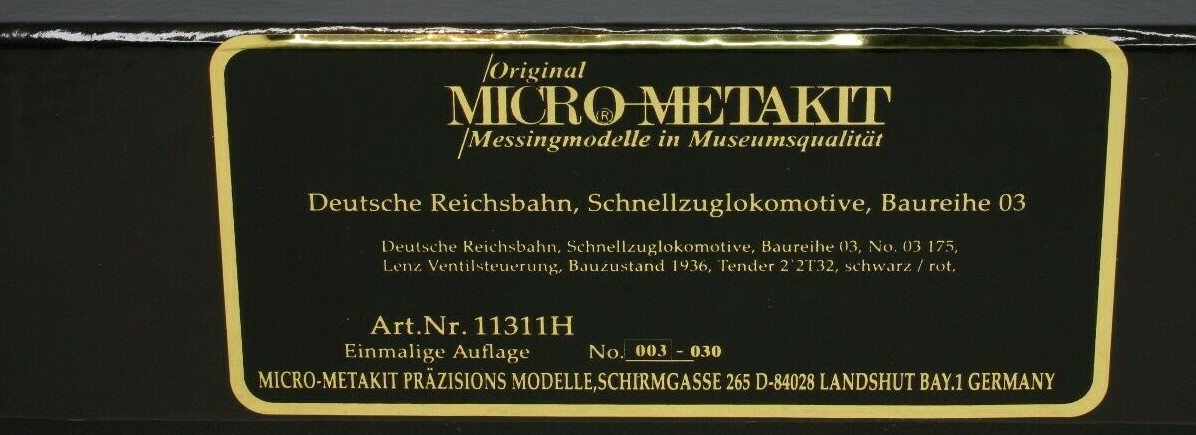 Original
MICRO-METAKIT
(R)
Messingmodelle in Museumsqualität
Deutsche Reichsbahn, Schnellzuglokomotive, Baureihe 03
Deutsche Reichsbahn, Schnellzuglokomotive, Baureihe 03, No. 03 175,
Lenz Ventilsteuerung, Bauzustand 1936, Tender 2'2T32, schwarz / rot,
Art.Nr. 11311H
Einmalige Auflage No. 003 - 030
MICRO-METAKIT PRÄZISIONS MODELLE,SCHIRMGASSE 265 D-84028 LANDSHUT BAY.1 GERMANY